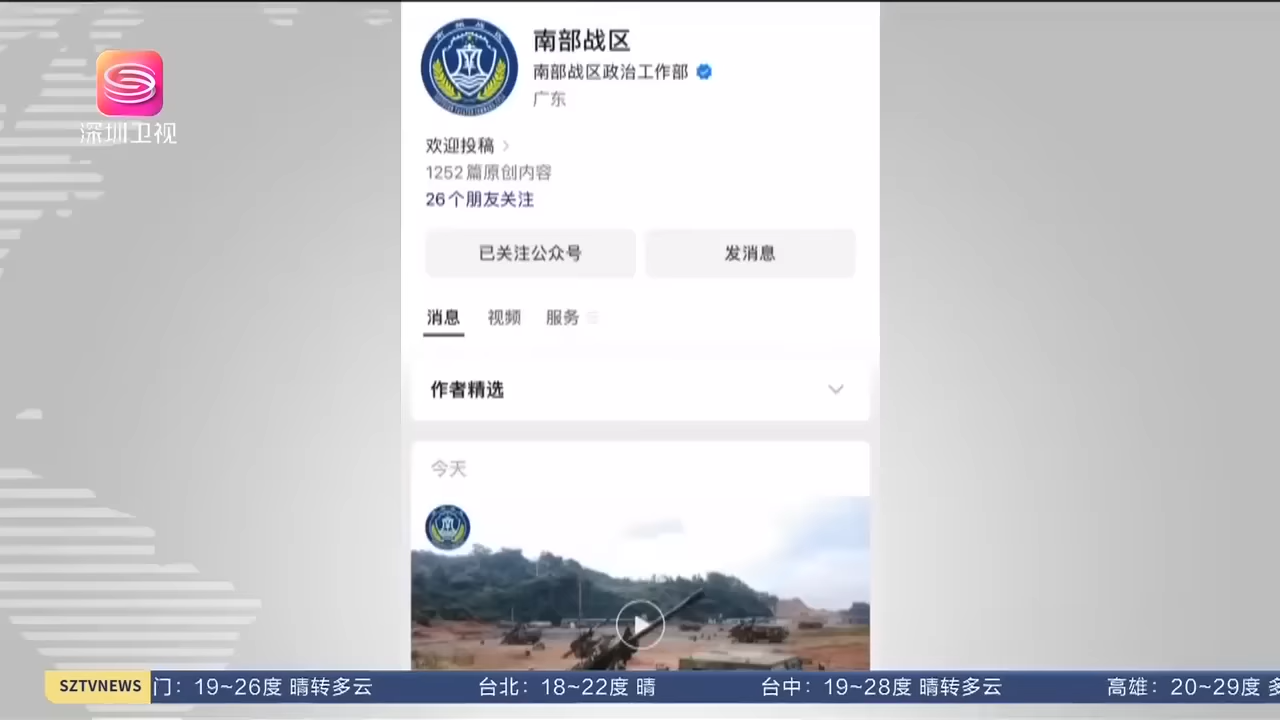 南部战区
南部战区政治工作部
广东
深圳卫视
欢迎投稿
1252篇原创内容
26个朋友关注
已关注公众号
发消息
消息
视频
服务
作者精选
今天
SZTVNEWS
门：19~26度 晴转多云
台北：18~22度 晴
台中：19~28度 晴转多云
高雄：20~29度